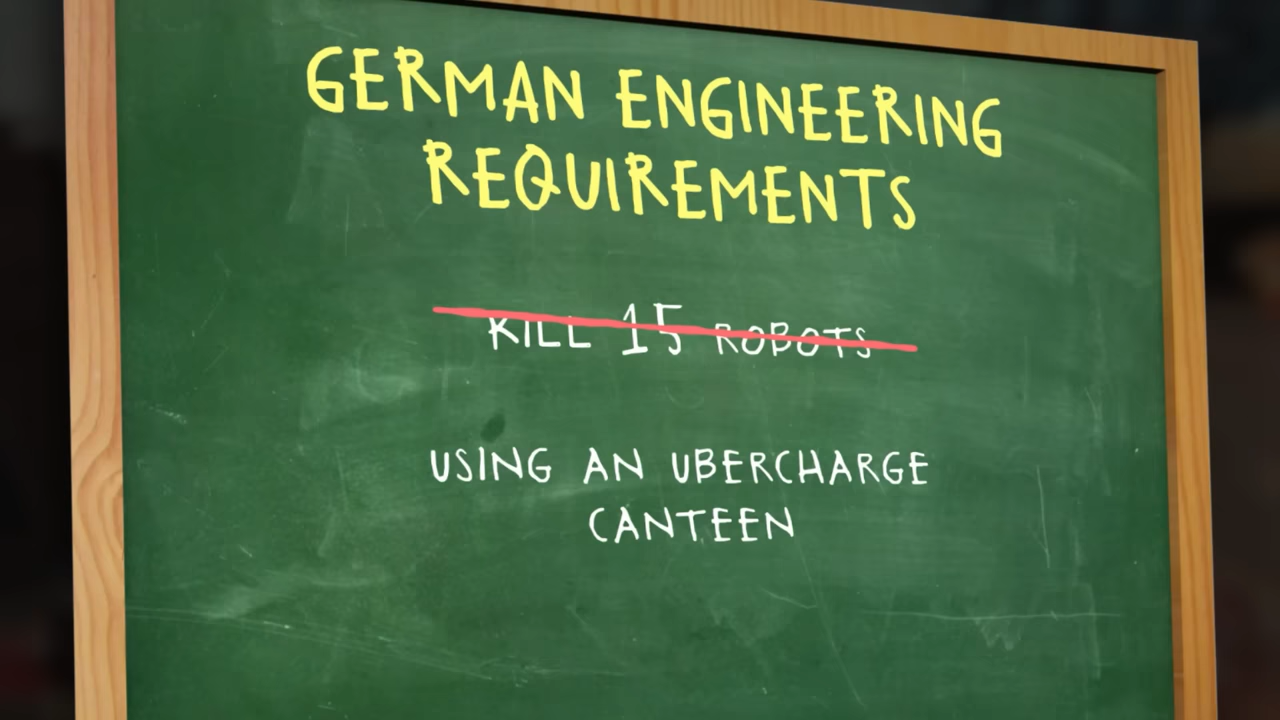 GERMAN ENGINEERING
REQUIREMENTS
KILL 15 ROBOTS
USING AN UBERCHARGE
CANTEEN